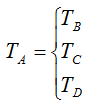 T_A = { T_B
T_C
T_D